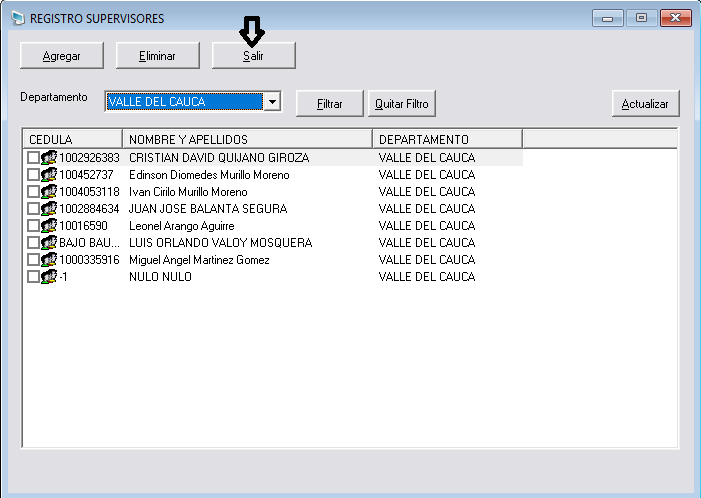 REGISTRO SUPERVISORES
Agregar Eliminar Salir
Departamento VALLE DEL CAUCA Filtrar Quitar Filtro Actualizar
CEDULA NOMBRE Y APELLIDOS DEPARTAMENTO
1002926383 CRISTIAN DAVID QUIJANO GIROZA VALLE DEL CAUCA
100452737 Edinson Diomedes Murillo Moreno VALLE DEL CAUCA
1004053118 Ivan Cirilo Murillo Moreno VALLE DEL CAUCA
1002884634 JUAN JOSE BALANTA SEGURA VALLE DEL CAUCA
10016590 Leonel Arango Aguirre VALLE DEL CAUCA
BAJO BAU... LUIS ORLANDO VALOY MOSQUERA VALLE DEL CAUCA
1000335916 Miguel Angel Martinez Gomez VALLE DEL CAUCA
-1 NULO NULO VALLE DEL CAUCA